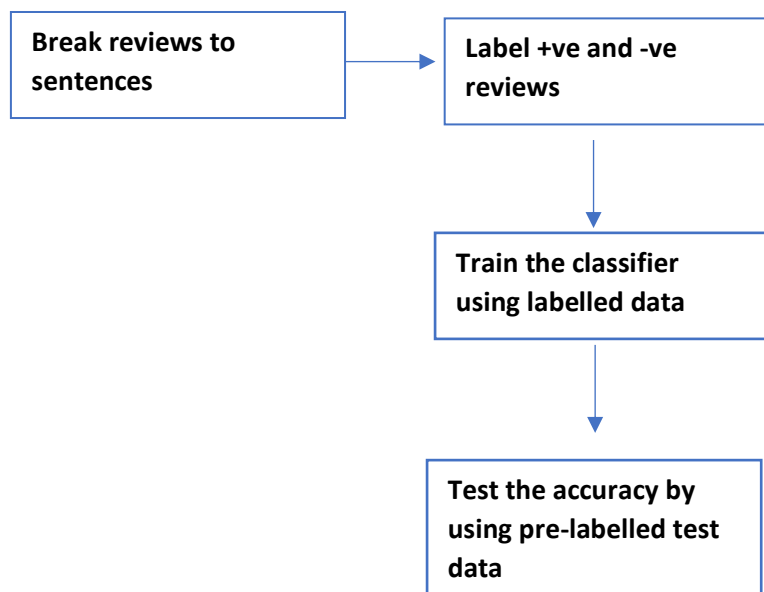 Break reviews to
sentences
Label +ve and -ve
reviews
Train the classifier
using labelled data
Test the accuracy by
using pre-labelled test
data